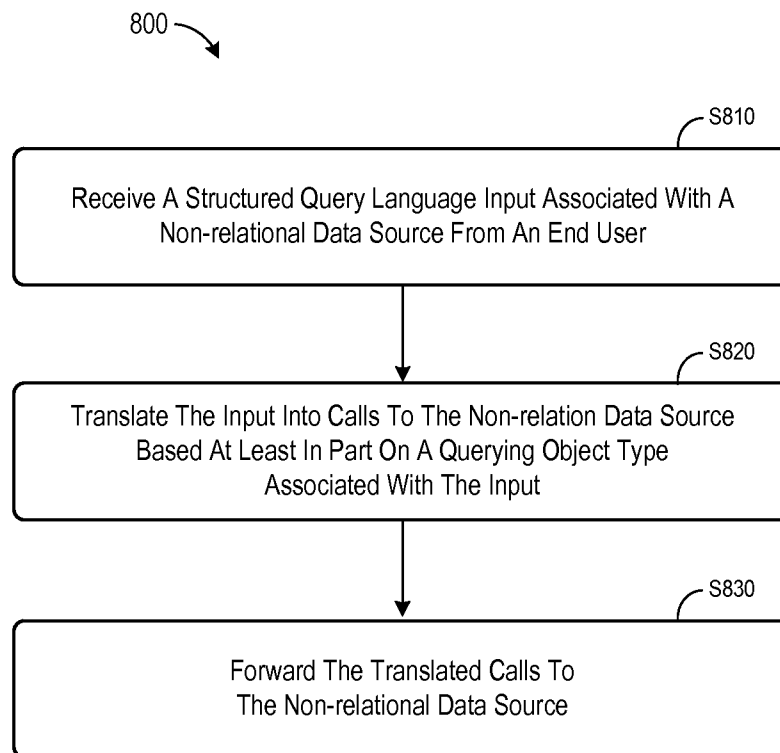 800
S810
Receive A Structured Query Language Input Associated With A
Non-relational Data Source From An End User
S820
Translate The Input Into Calls To The Non-relation Data Source
Based At Least In Part On A Querying Object Type
Associated With The Input
S830
Forward The Translated Calls To
The Non-relational Data Source